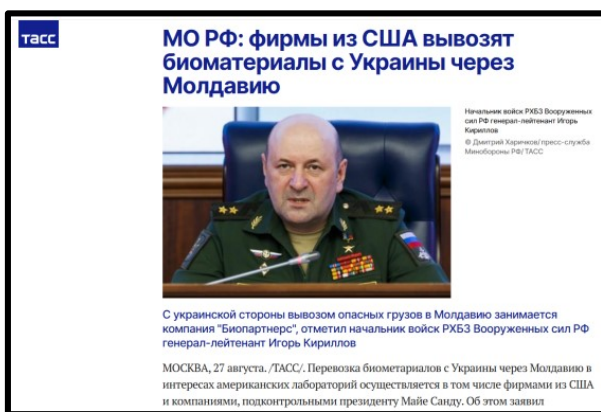 тасс
МО РФ: фирмы из США вывозят
биоматериалы с Украины через
Молдавию
Начальник войск РХБЗ Вооруженных
сил РФ генерал-лейтенант Игорь
Кириллов
© Дмитрий Харичков/пресс-служба
Минобороны РФ/ТАСС
С украинской стороны вывозом опасных грузов в Молдавию занимается
компания "Биопартнерс", отметил начальник войск РХБЗ Вооруженных сил РФ
генерал-лейтенант Игорь Кириллов
МОСКВА, 27 августа. /ТАСС/. Перевозка биометариалов с Украины через Молдавию в
интересах американских лабораторий осуществляется в том числе фирмами из США
и компаниями, подконтрольными президенту Майе Санду. Об этом заявил